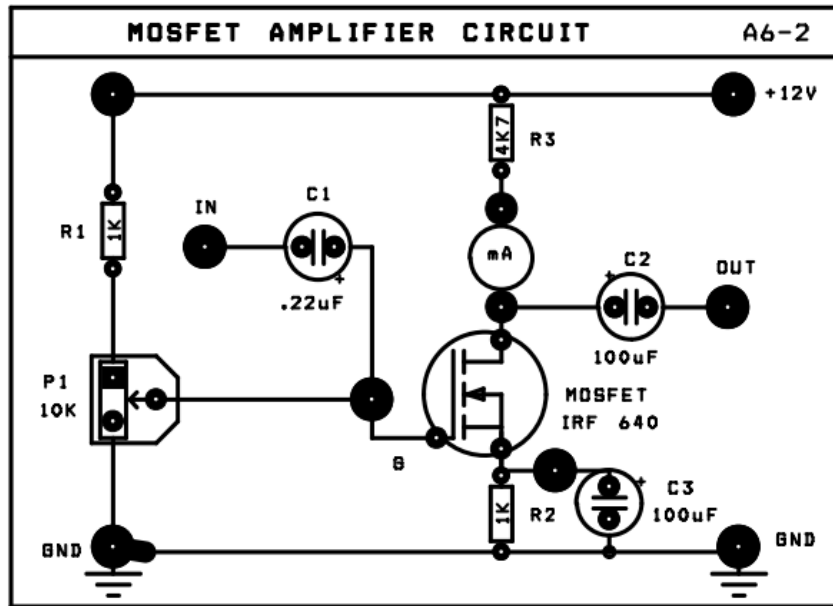 MOSFET AMPLIFIER CIRCUIT A6-2
+12V
4K7
R3
IN
C1
R1
1K
mA
C2
OUT
+
+
.22uF
100uF
P1
10K
MOSFET
IRF 640
G
+
C3
100uF
1K
R2
GND
GND